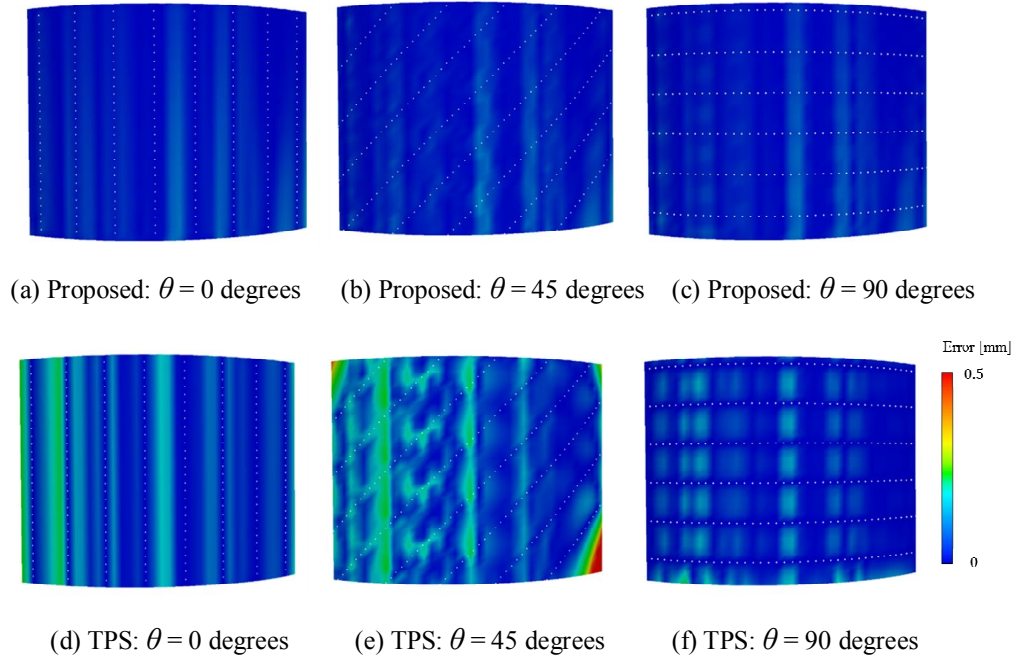 (a) Proposed: θ = 0 degrees
(b) Proposed: θ = 45 degrees
(c) Proposed: θ = 90 degrees
Error [mm]
0.5
0
(d) TPS: θ = 0 degrees
(e) TPS: θ = 45 degrees
(f) TPS: θ = 90 degrees